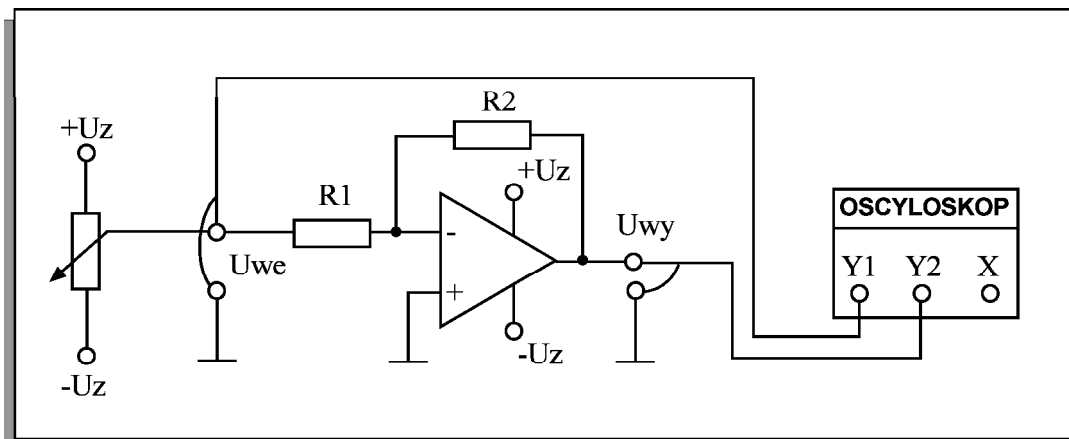 R2
+Uz
R1
+Uz
OSCYLOSKOP
-
Uwy
Uwe
Y1 Y2 X
+
-Uz
-Uz